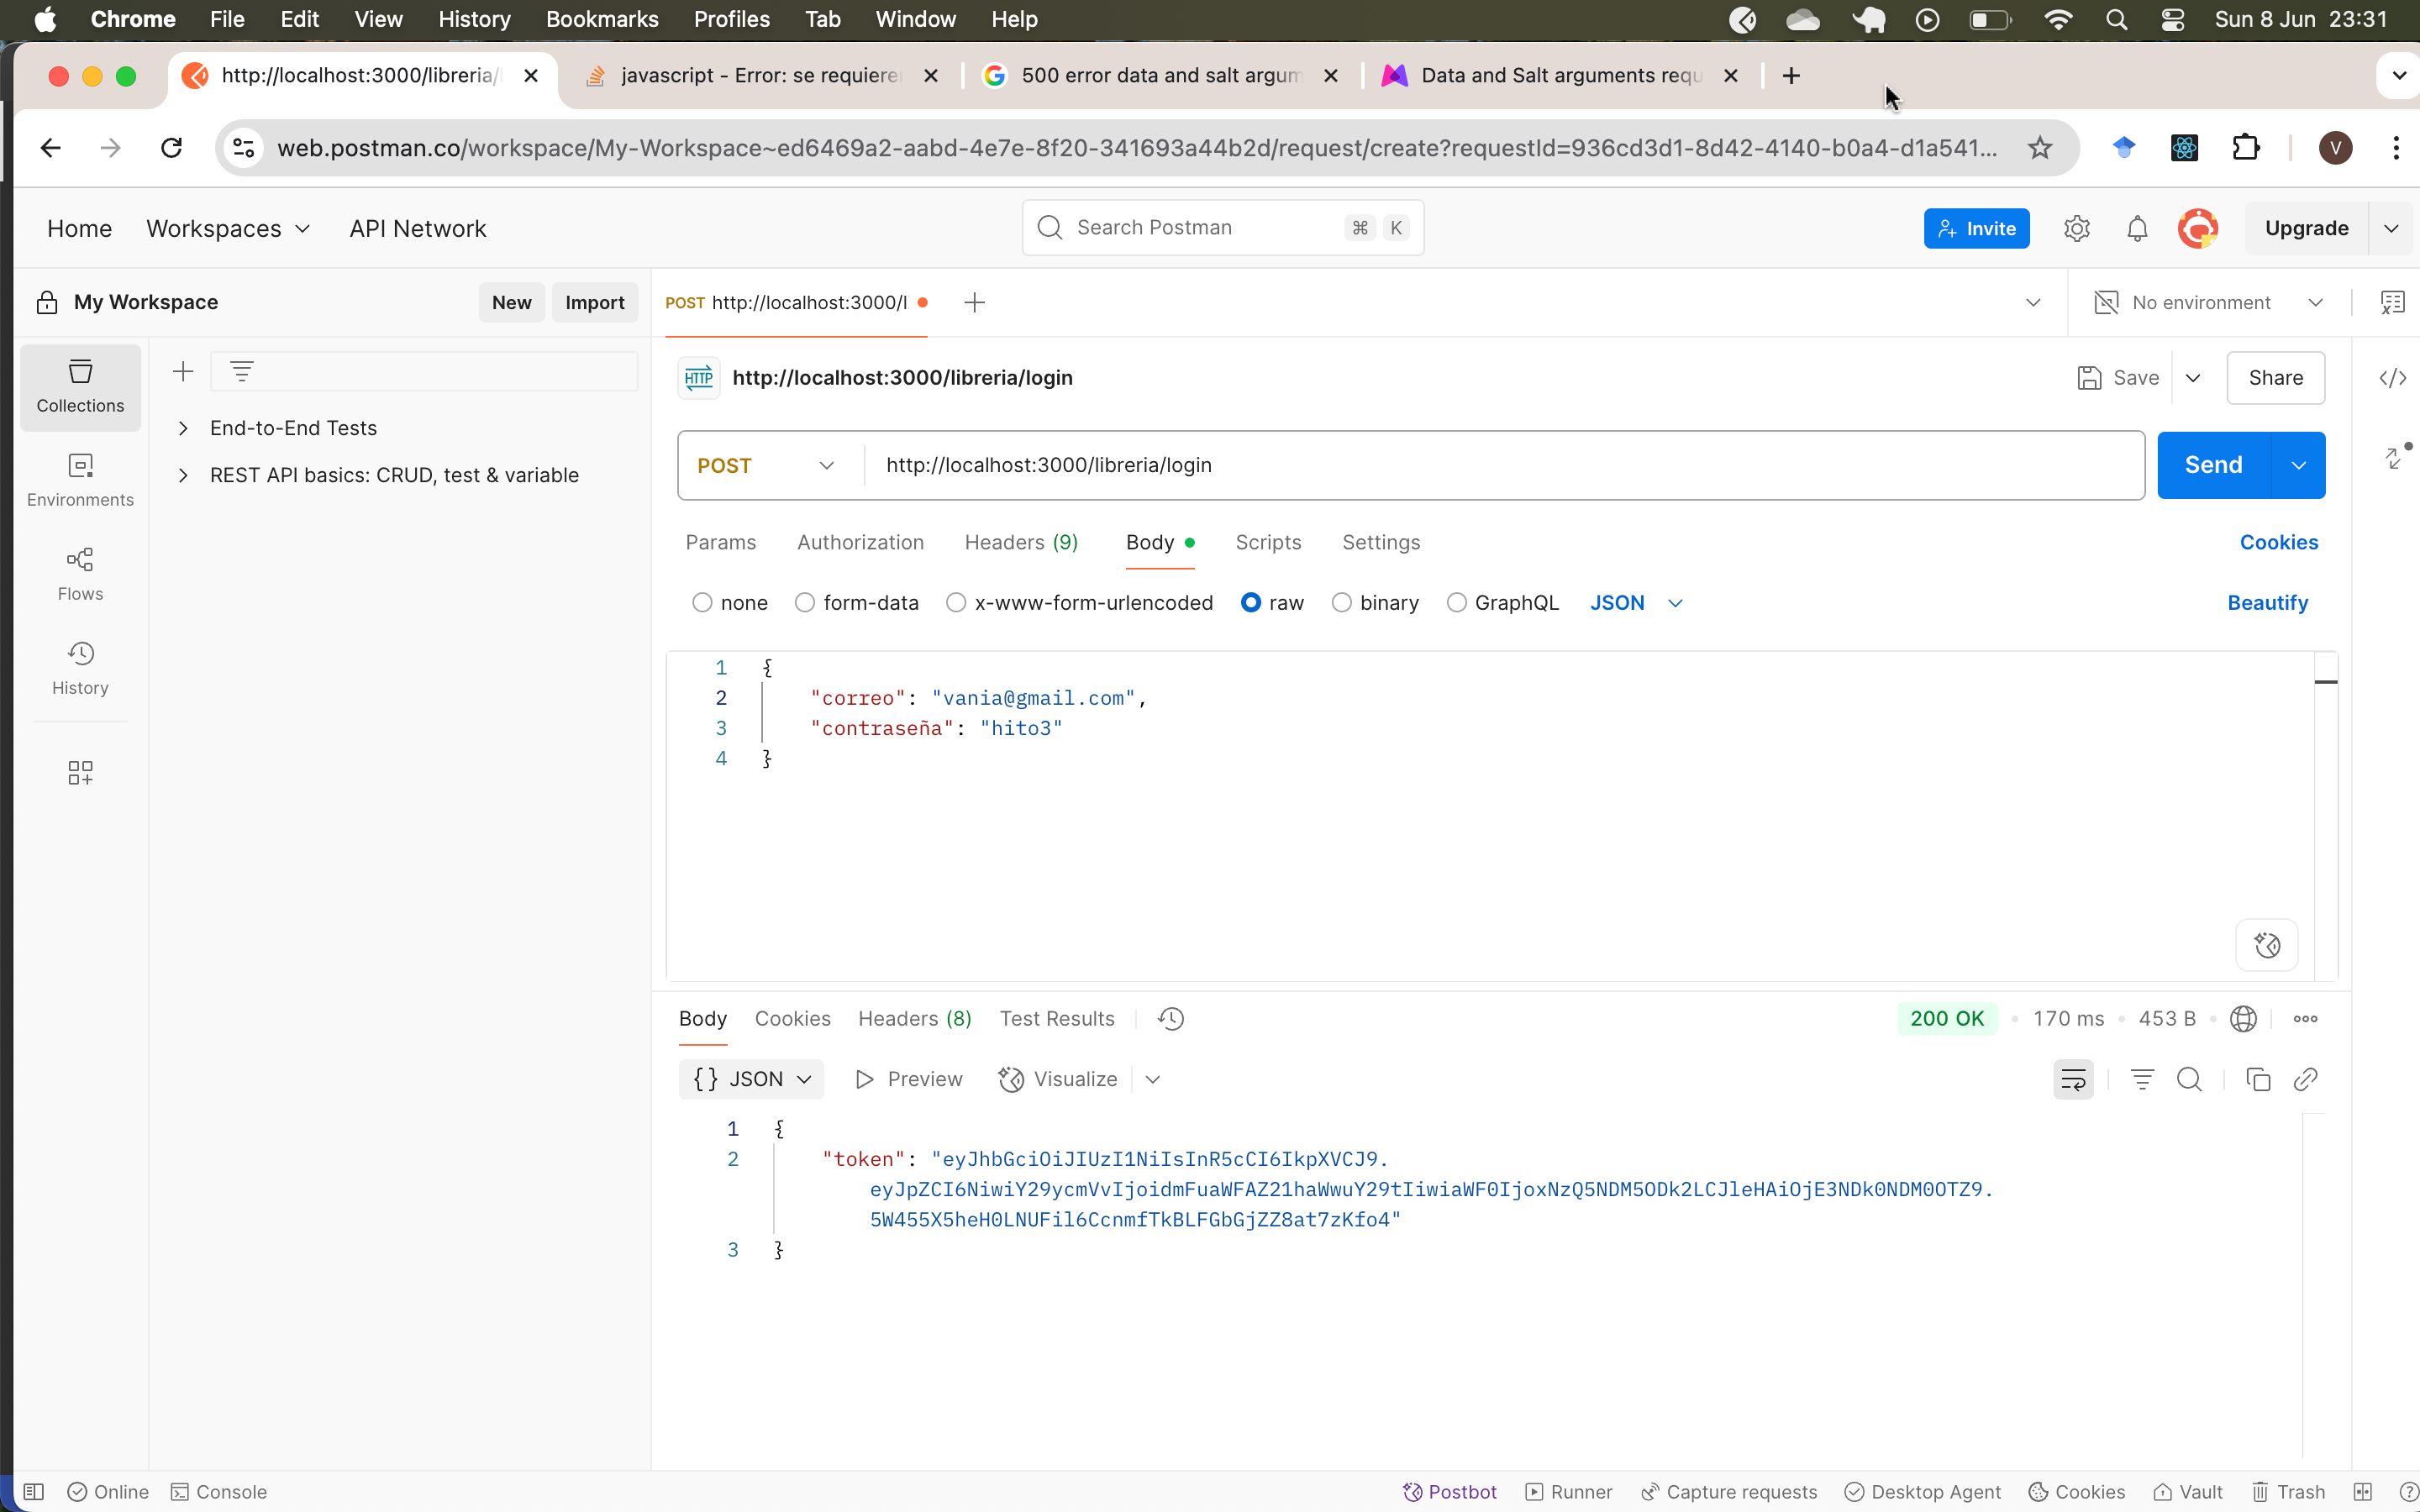 Chrome File Edit View History Bookmarks Profiles Tab Window Help Sun 8 Jun 23:31
http://localhost:3000/libreria/ javascript - Error: se requiere 500 error data and salt argum Data and Salt arguments requ
web.postman.co/workspace/My-Workspace~ed6469a2-aabd-4e7e-8f20-341693a44b2d/request/create?requestId=936cd3d1-8d42-4140-b0a4-d1a541... V
Home Workspaces API Network Search Postman ⌘ K Invite Upgrade
My Workspace New Import POST http://localhost:3000/l No environment
Collections
Environments
Flows
History
End-to-End Tests
REST API basics: CRUD, test & variable
HTTP http://localhost:3000/libreria/login Save Share
POST http://localhost:3000/libreria/login Send
Params Authorization Headers (9) Body Scripts Settings Cookies
none form-data x-www-form-urlencoded raw binary GraphQL JSON Beautify
1 {
2 "correo": "vania@gmail.com",
3 "contraseña": "hito3"
4 }
Body Cookies Headers (8) Test Results 200 OK 170 ms 453 B
{} JSON Preview Visualize
1 {
2 "token": "eyJhbGciOiJIUzI1NiIsInR5cCI6IkpXVCJ9.
eyJpZCI6NiwiY29ycmVvIjoidmFuaWFAZ21haWwuY29tIiwiaWF0IjoxNzQ5NDM5ODk2LCJleHAiOjE3NDk0NDM0OTZ9.
5W455X5heH0LNUFil6CcnmfTkBLFGbGjZZ8at7zKfo4"
3 }
Online Console Postbot Runner Capture requests Desktop Agent Cookies Vault Trash